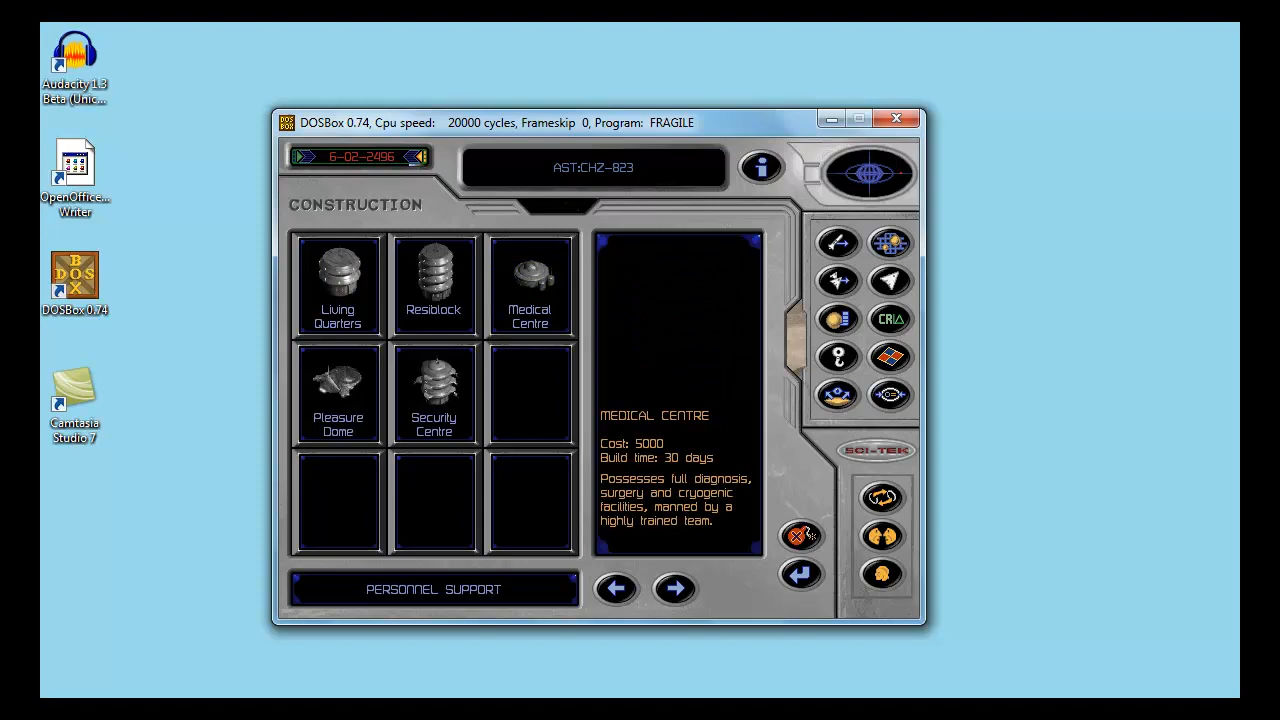 Audacity 1.3
Beta (Unic...
OpenOffice...
Writer
DOSBox 0.74
Camtasia
Studio 7
DOSBox 0.74, Cpu speed: 20000 cycles, Frameskip 0, Program: FRAGILE
6-02-2496
AST:CHZ-823
CONSTRUCTION
Living
Quarters
Resiblock
Medical
Centre
Pleasure
Dome
Security
Centre
MEDICAL CENTRE
Cost: 5000
Build time: 30 days
Possesses full diagnosis,
surgery and cryogenic
facilities, manned by a
highly trained team.
PERSONNEL SUPPORT
CRIA
SCI-TEK